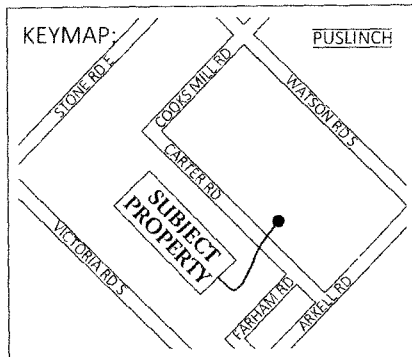 KEYMAP:
PUSLINCH
STONE RD E
COOKS MILL RD
WATSON RD S
CARTER RD
SUBJECT
PROPERTY
VICTORIA RD S
FARHAM RD
ARKELL RD